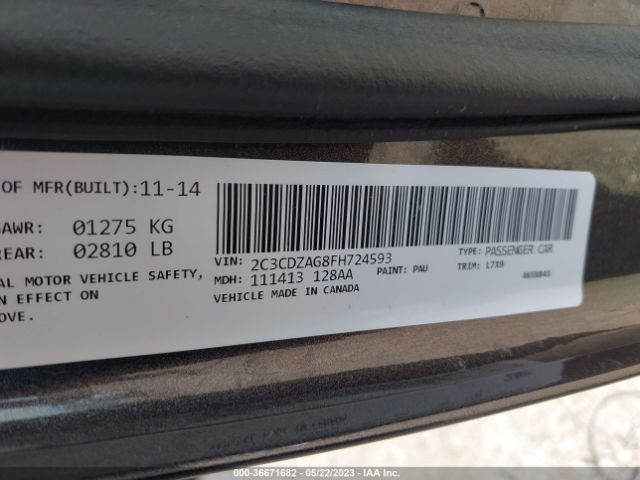 OF MFR(BUILT):11-14
GAWR: 01275 KG
REAR: 02810 LB
AL MOTOR VEHICLE SAFETY,
N EFFECT ON
OVE.
VIN: 2C3CDZAG8FH724593
MDH: 111413 128AA
PAINT: PAU
VEHICLE MADE IN CANADA
TYPE: PASSENGER CAR
TRIM: L7X9
000-36671682 - 05/22/2023 - IAA Inc.